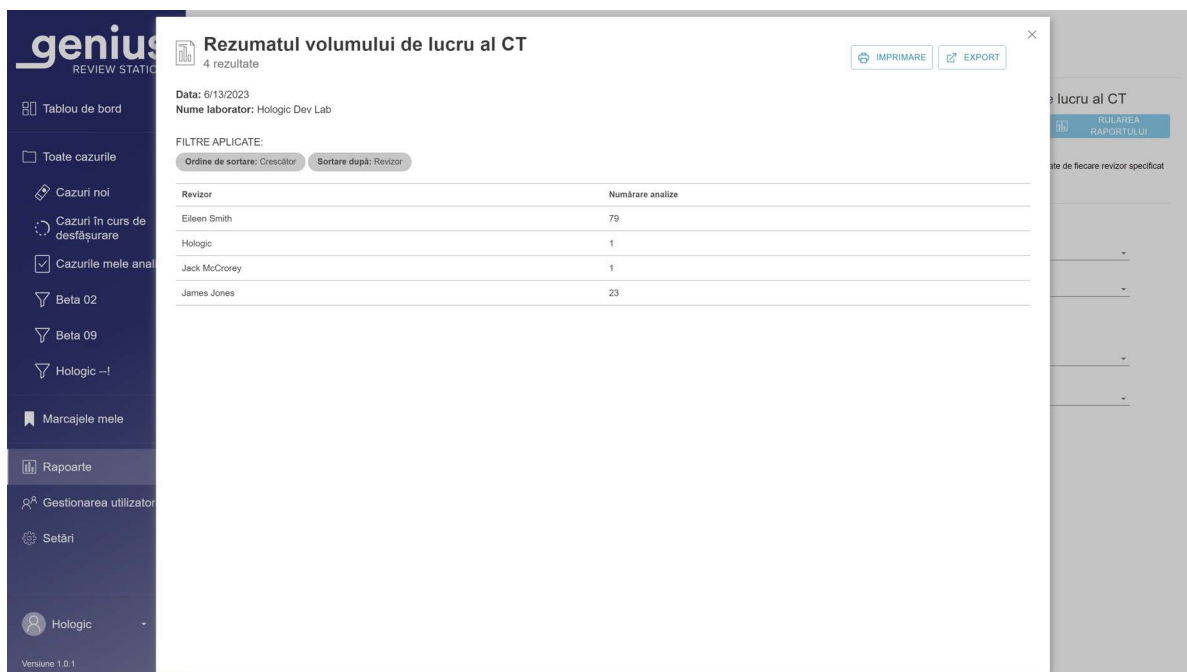 genius
REVIEW STATIC
Tablou de bord
Toate cazurile
Cazuri noi
Cazuri în curs de
desfășurare
Cazurile mele anali
Beta 02
Beta 09
Hologic --!
Marcajele mele
Rapoarte
Gestionarea utilizator
Setări
Hologic
Versiune 1.0.1
Rezumatul volumului de lucru al CT
4 rezultate
IMPRIMARE
EXPORT
Data: 6/13/2023
Nume laborator: Hologic Dev Lab
FILTRE APLICATE:
Ordine de sortare: Crescător Sortare după: Revizor
Revizor Numărare analize
Eileen Smith 79
Hologic 1
Jack McCrorey 1
James Jones 23
lucru al CT
RULAREA
RAPORTULUI
de fiecare revizor specificat